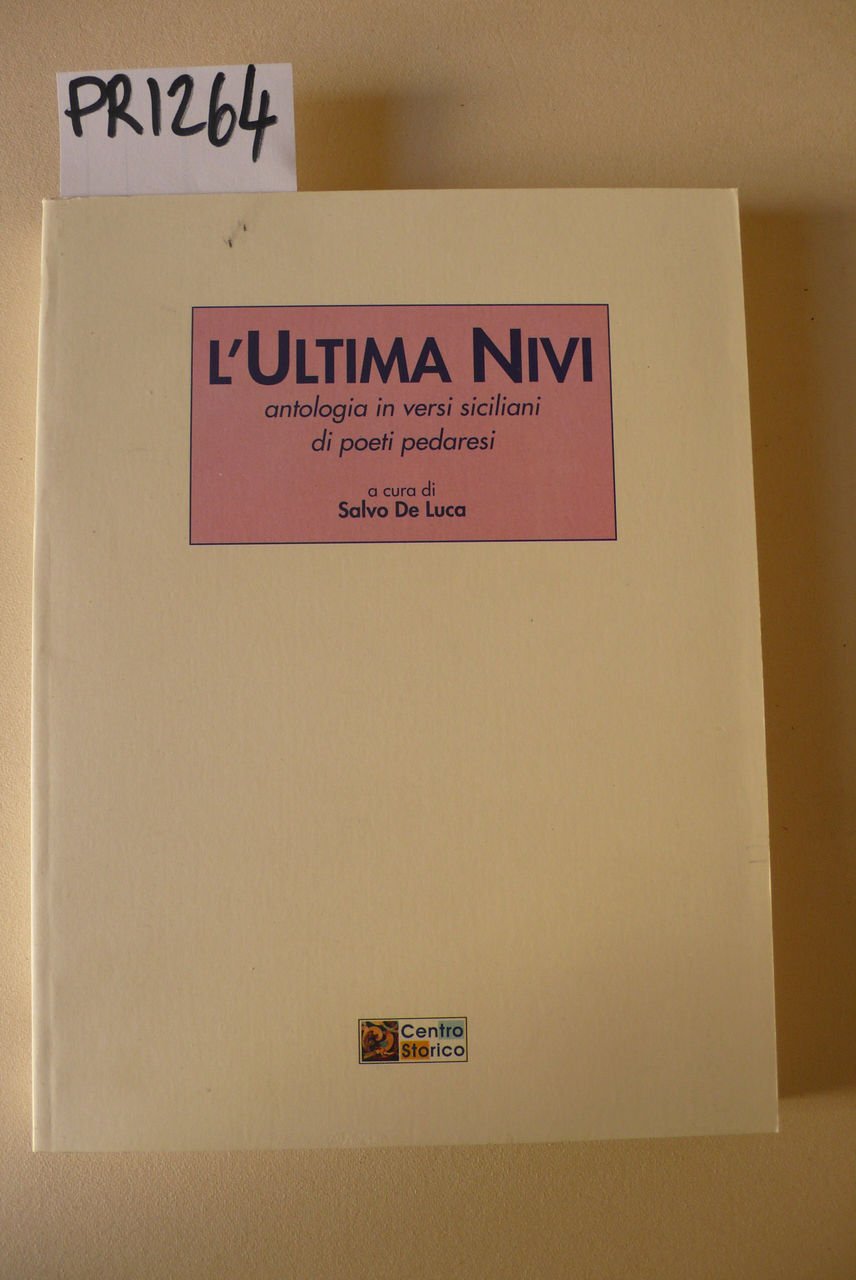 PR1264
L'ULTIMA NIVI
antologia in versi siciliani
di poeti pedaresi
a cura di
Salvo De Luca
Centro
Storico